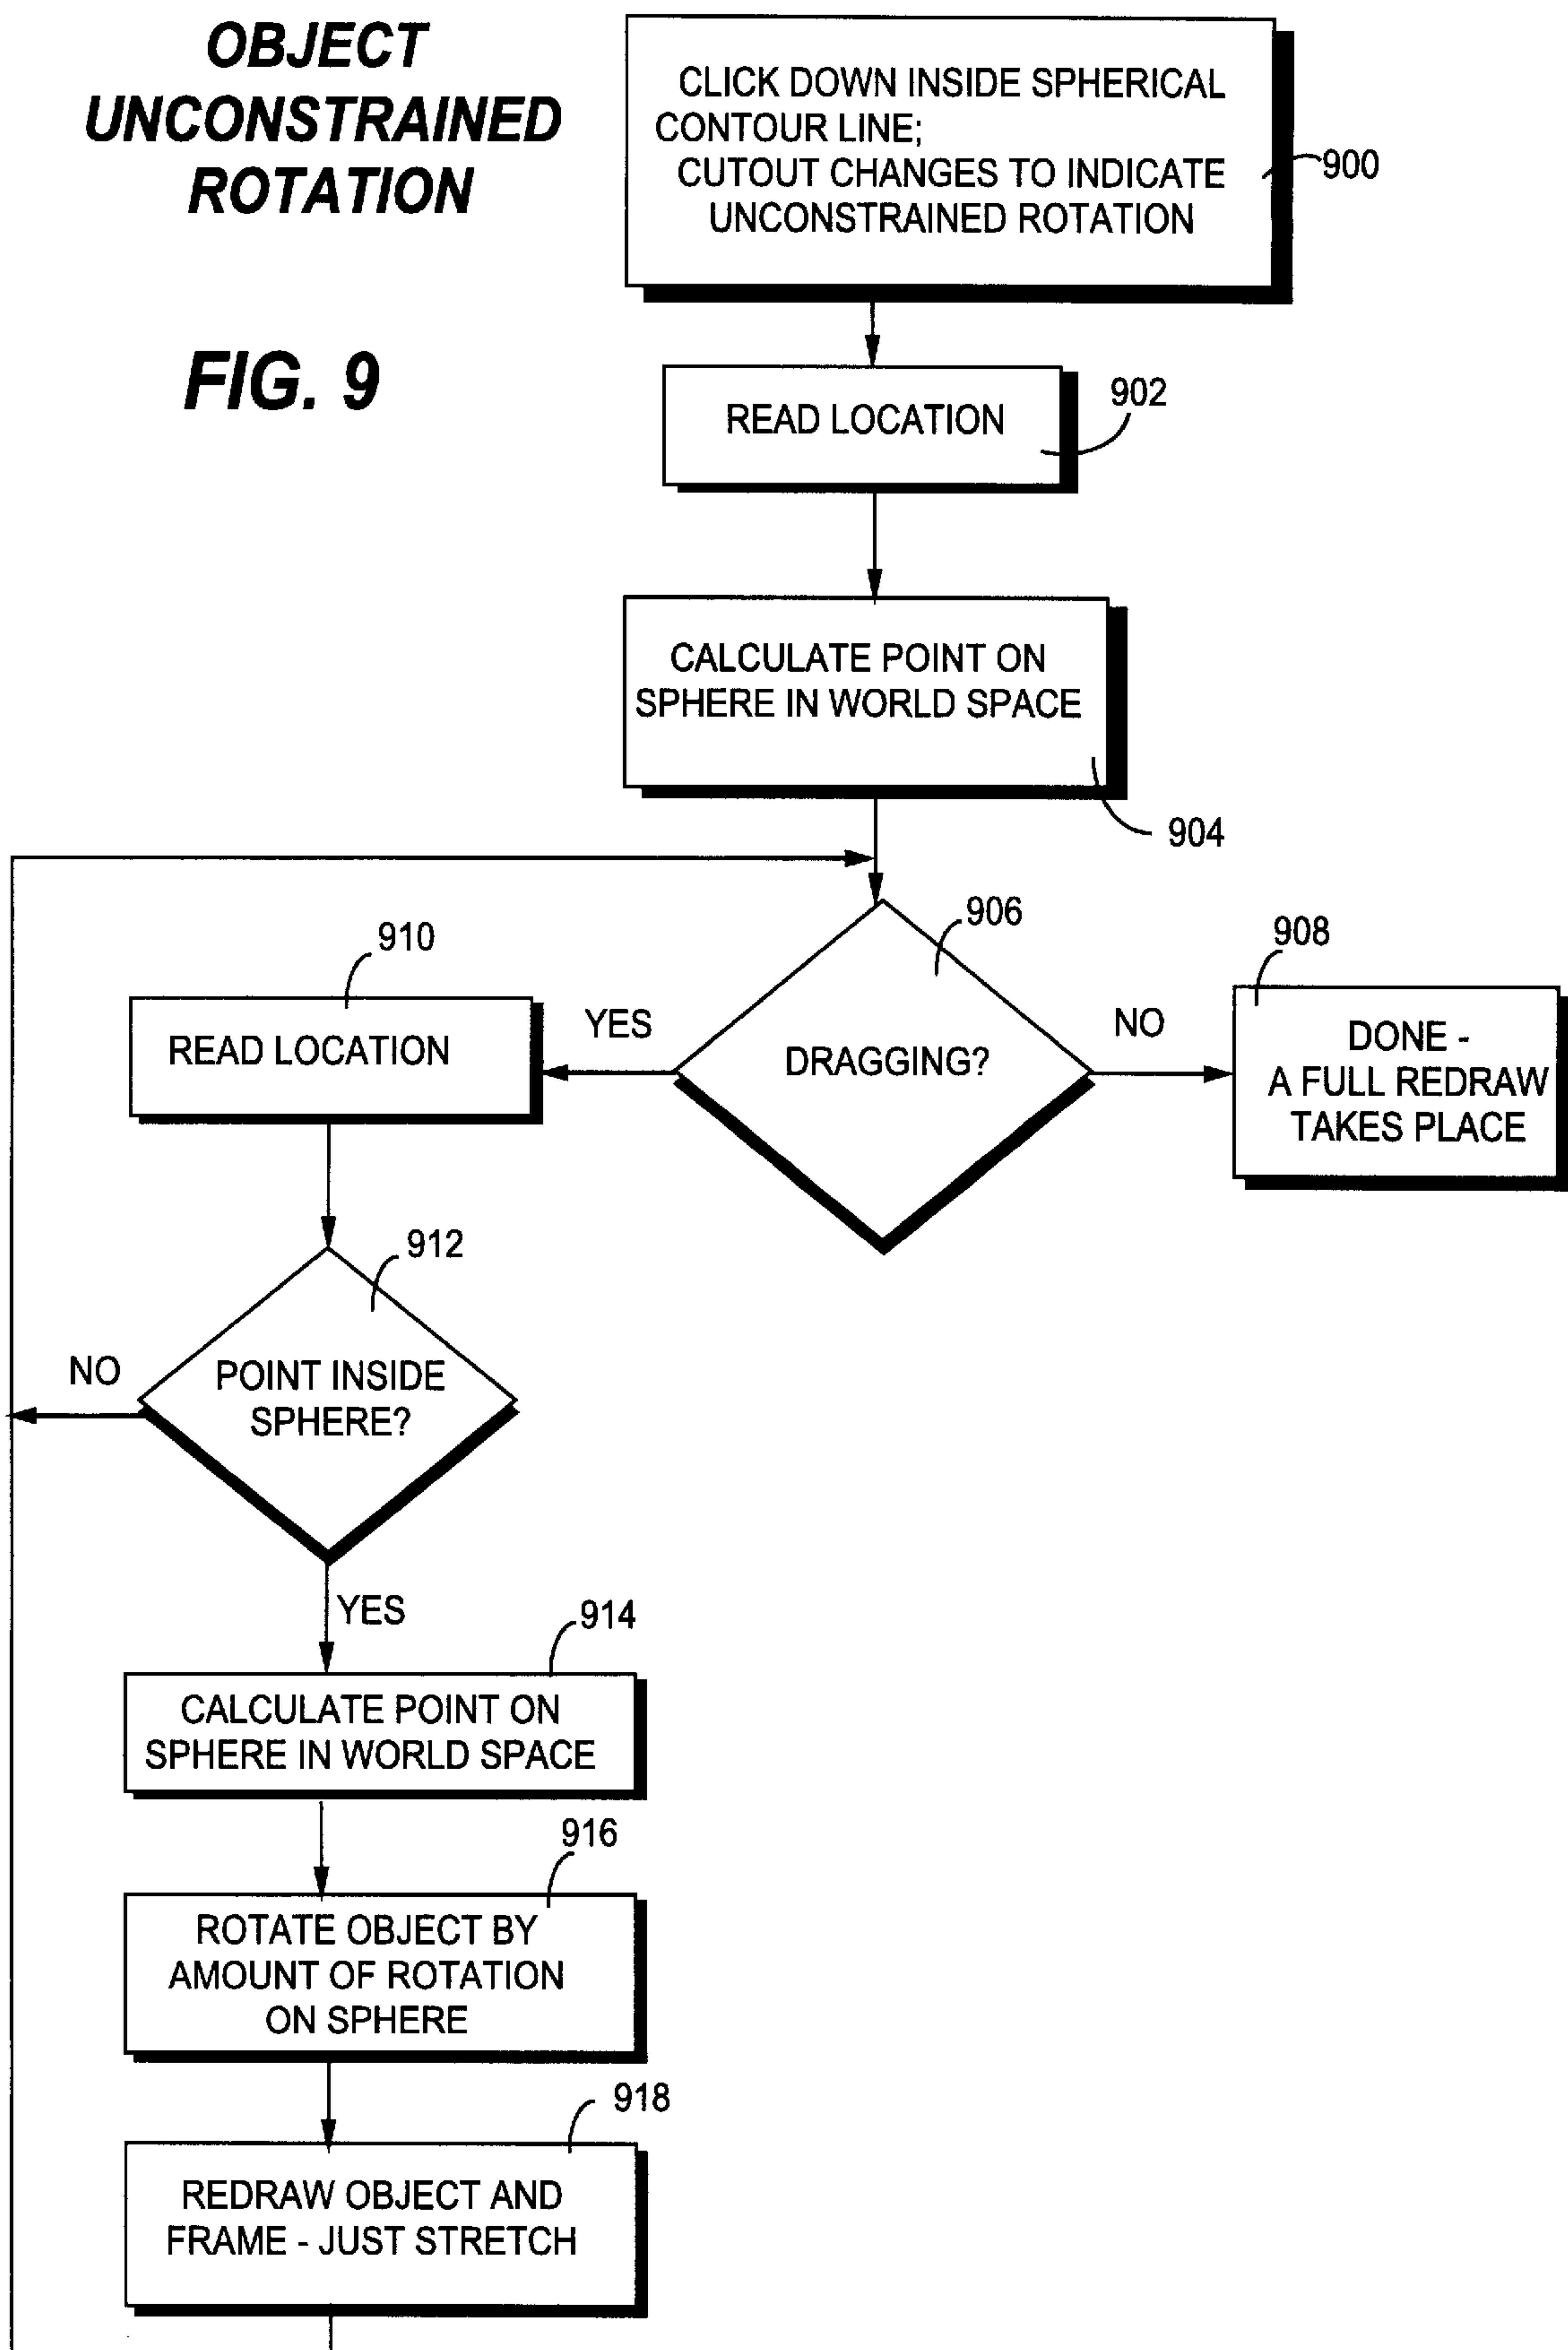 OBJECT
UNCONSTRAINED
ROTATION
FIG. 9
CLICK DOWN INSIDE SPHERICAL
CONTOUR LINE;
CUTOUT CHANGES TO INDICATE
UNCONSTRAINED ROTATION
900
READ LOCATION
902
CALCULATE POINT ON
SPHERE IN WORLD SPACE
904
DRAGGING?
906
YES
NO
908
DONE -
A FULL REDRAW
TAKES PLACE
910
READ LOCATION
912
POINT INSIDE
SPHERE?
NO
YES
914
CALCULATE POINT ON
SPHERE IN WORLD SPACE
916
ROTATE OBJECT BY
AMOUNT OF ROTATION
ON SPHERE
918
REDRAW OBJECT AND
FRAME - JUST STRETCH